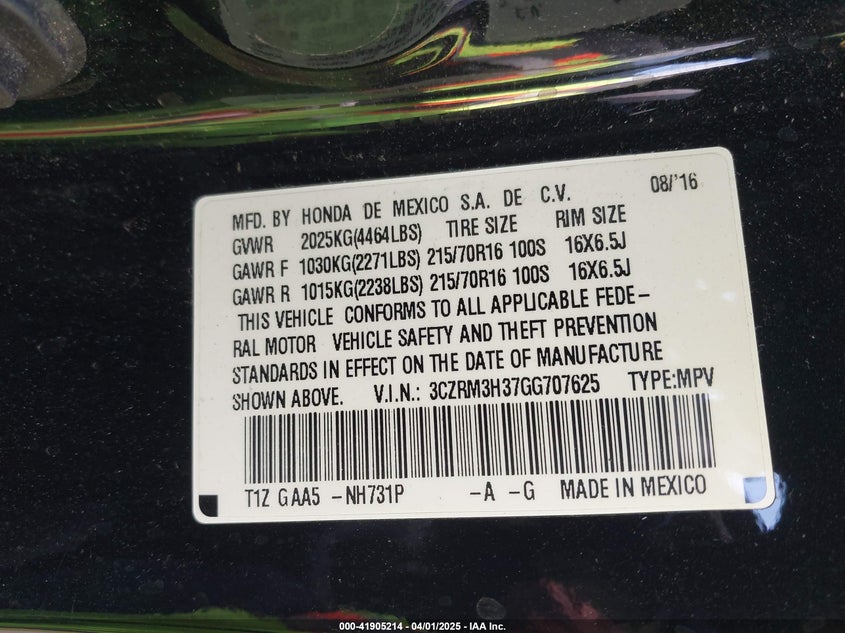 MFD. BY HONDA DE MEXICO S.A. DE C.V. 08/'16
GVWR 2025KG(4464LBS) TIRE SIZE RIM SIZE
GAWR F 1030KG(2271LBS) 215/70R16 100S 16X6.5J
GAWR R 1015KG(2238LBS) 215/70R16 100S 16X6.5J
THIS VEHICLE CONFORMS TO ALL APPLICABLE FEDE-
RAL MOTOR VEHICLE SAFETY AND THEFT PREVENTION
STANDARDS IN EFFECT ON THE DATE OF MANUFACTURE
SHOWN ABOVE. V.I.N.: 3CZRM3H37GG707625 TYPE:MPV
T1Z GAA5 -NH731P -A -G MADE IN MEXICO
000-41905214 - 04/01/2025 - IAA Inc.